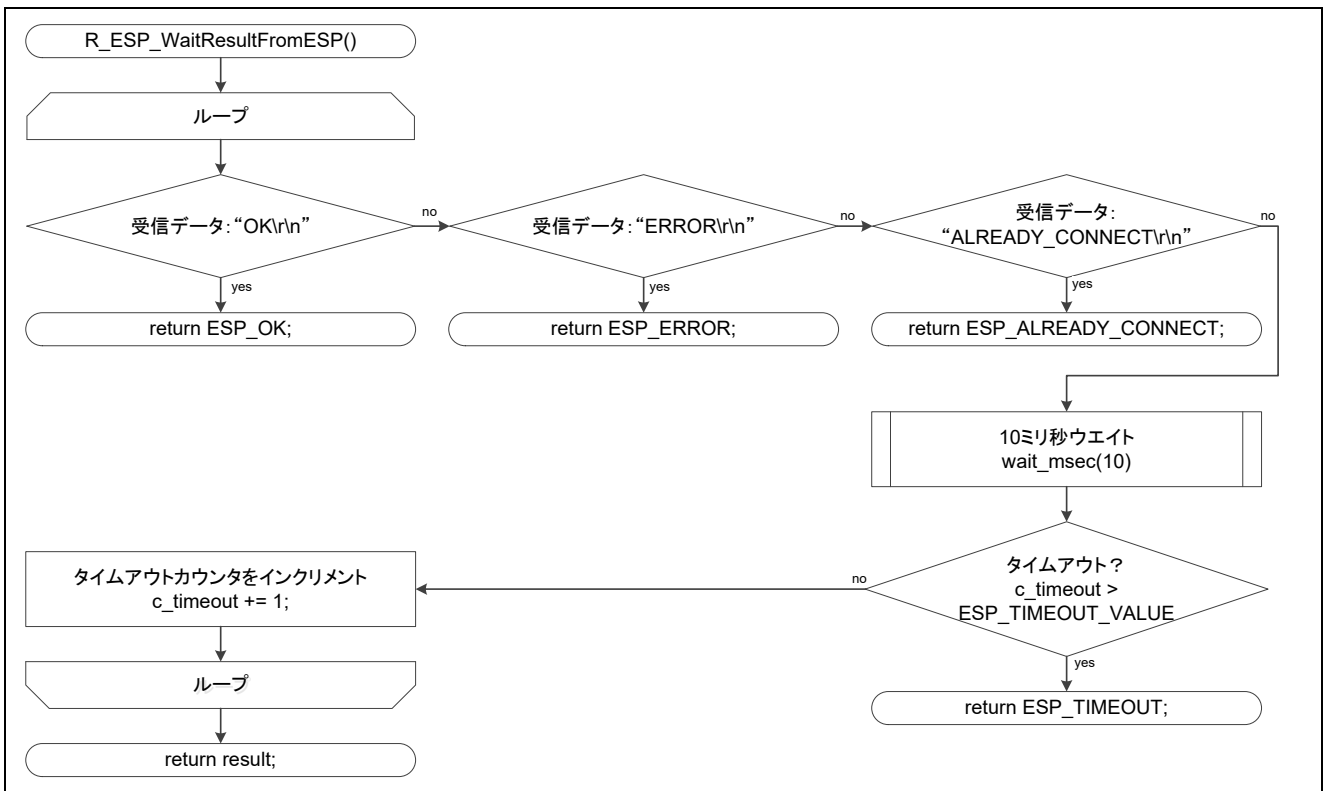 R_ESP_WaitResultFromESP()
ループ
受信データ：“OK\r\n”
no
yes
return ESP_OK;
受信データ：“ERROR\r\n”
no
yes
return ESP_ERROR;
受信データ：
“ALREADY_CONNECT\r\n”
no
yes
return ESP_ALREADY_CONNECT;
10ミリ秒ウエイト
wait_msec(10)
タイムアウト？
c_timeout >
ESP_TIMEOUT_VALUE
no
yes
return ESP_TIMEOUT;
タイムアウトカウンタをインクリメント
c_timeout += 1;
ループ
return result;